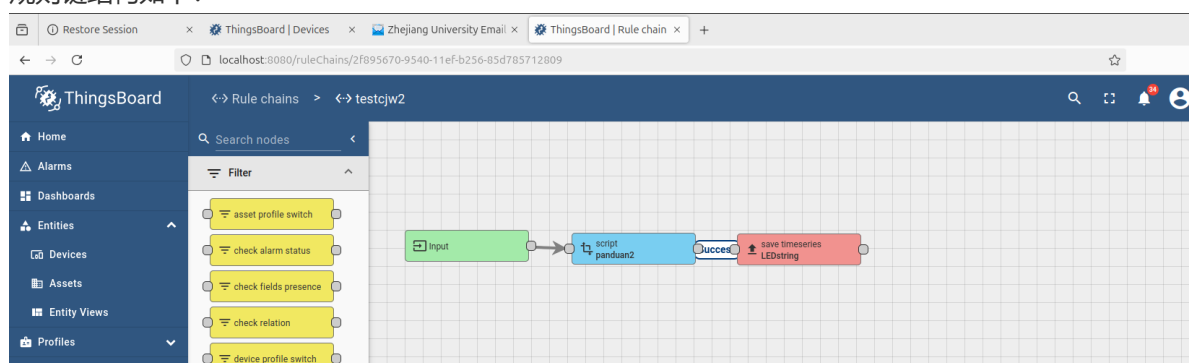 Restore Session
ThingsBoard | Devices
Zhejiang University Email
ThingsBoard | Rule chain
localhost:8080/ruleChains/2f895670-9540-11ef-b256-85d785712809
ThingsBoard
Rule chains > testcjw2
34
Home
Alarms
Dashboards
Entities
Devices
Assets
Entity Views
Profiles
Search nodes
Filter
asset profile switch
check alarm status
check fields presence
check relation
device profile switch
Input
script
panduan2
Succes
save timeseries
LEDstring